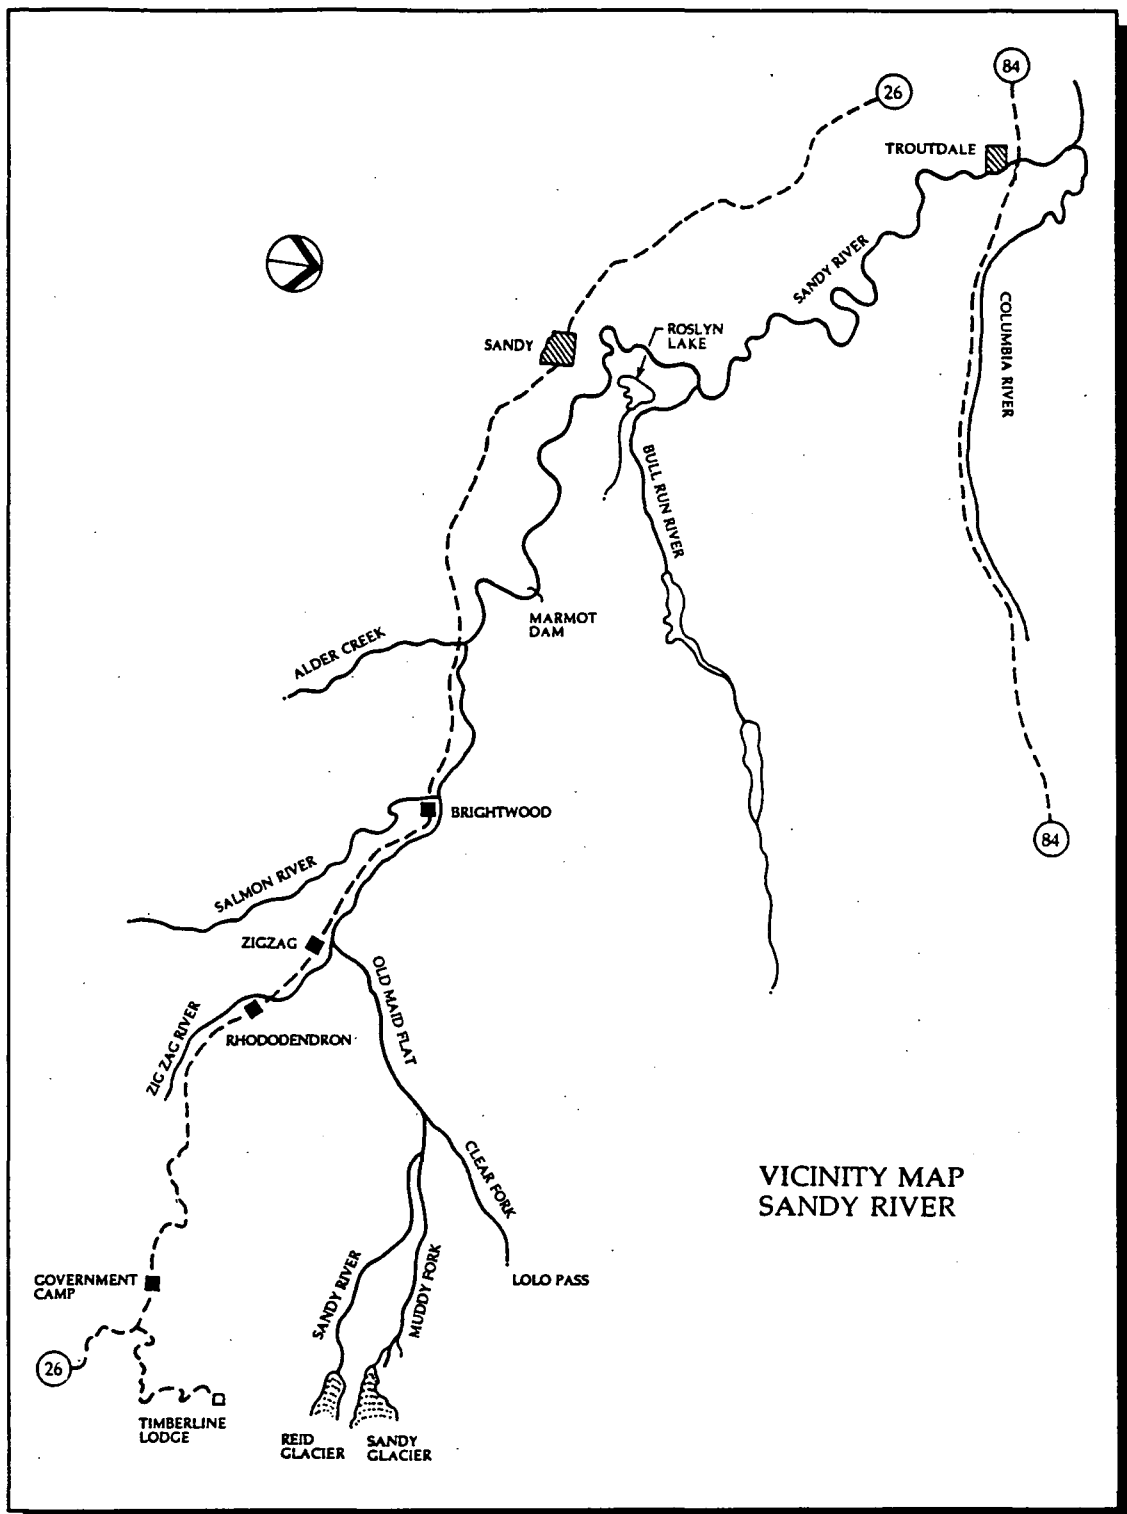 84
26
TROUTDALE
SANDY RIVER
ROSLYN
LAKE
SANDY
COLUMBIA RIVER
BULL RUN RIVER
MARMOT
DAM
ALDER CREEK
BRIGHTWOOD
84
SALMON RIVER
ZIGZAG
OLD MAID FLAT
ZIG ZAG RIVER
RHODODENDRON
CLEAR FORK
VICINITY MAP
SANDY RIVER
GOVERNMENT
CAMP
SANDY RIVER
MUDDY FORK
LOLO PASS
26
TIMBERLINE
LODGE
REID
GLACIER
SANDY
GLACIER